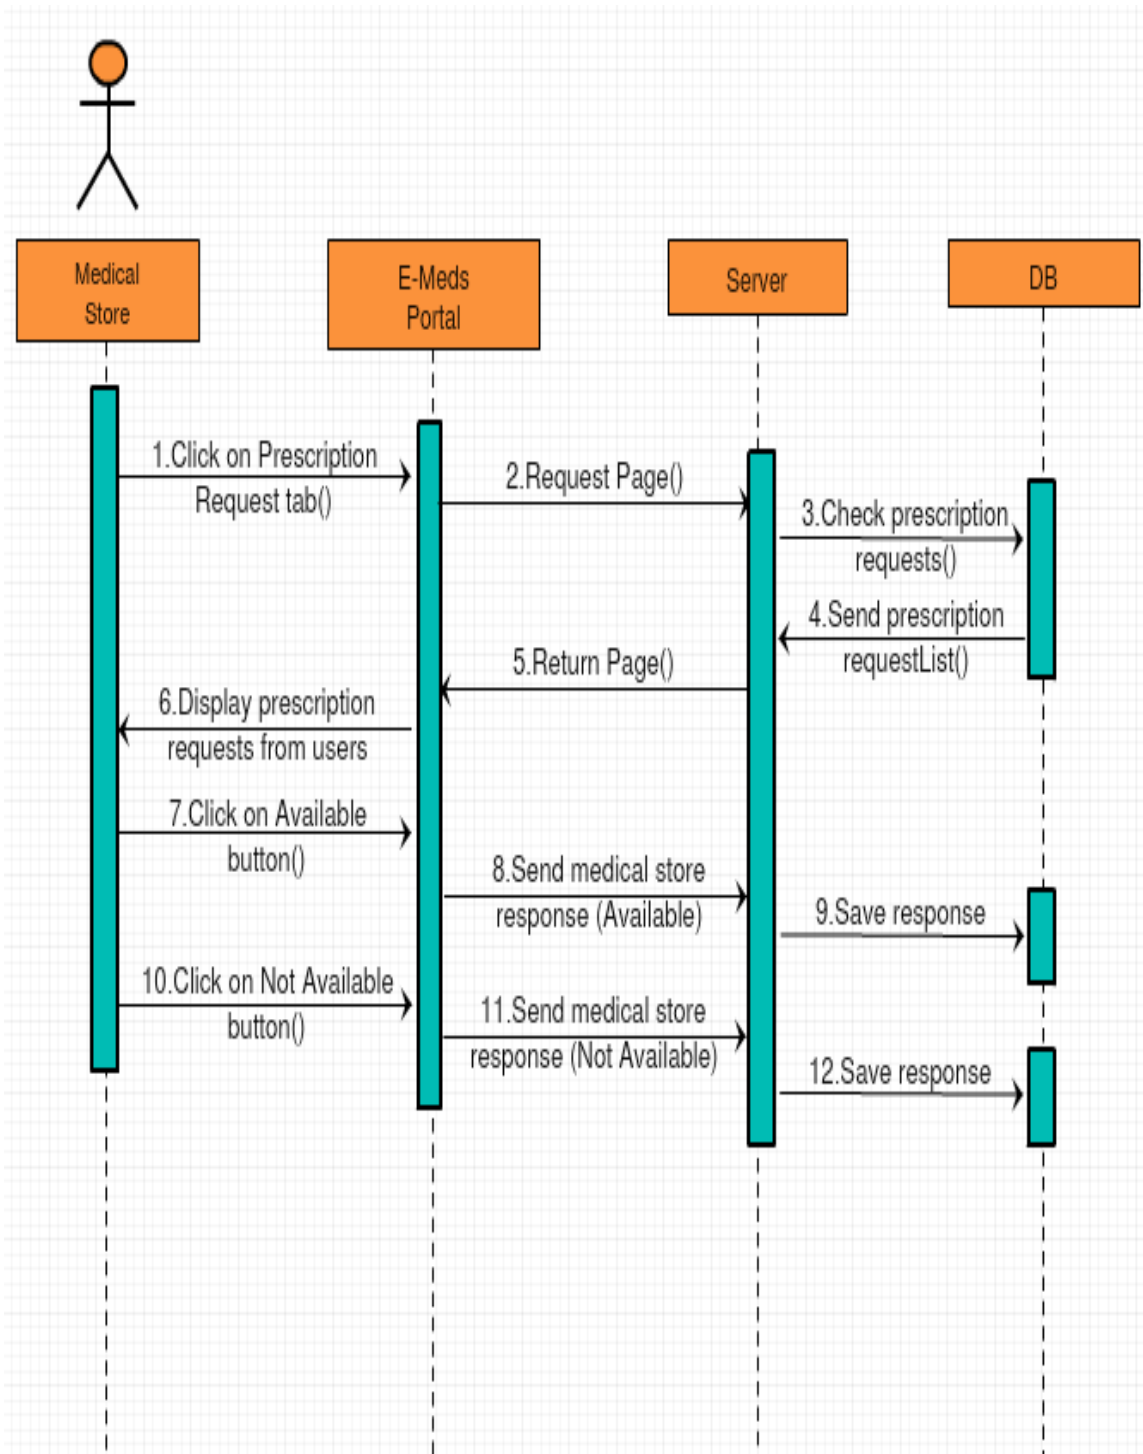 Medical
Store
E-Meds
Portal
Server
DB
1.Click on Prescription
Request tab()
2.Request Page()
3.Check prescription
requests()
4.Send prescription
requestList()
5.Return Page()
6.Display prescription
requests from users
7.Click on Available
button()
8.Send medical store
response (Available)
9.Save response
10.Click on Not Available
button()
11.Send medical store
response (Not Available)
12.Save response